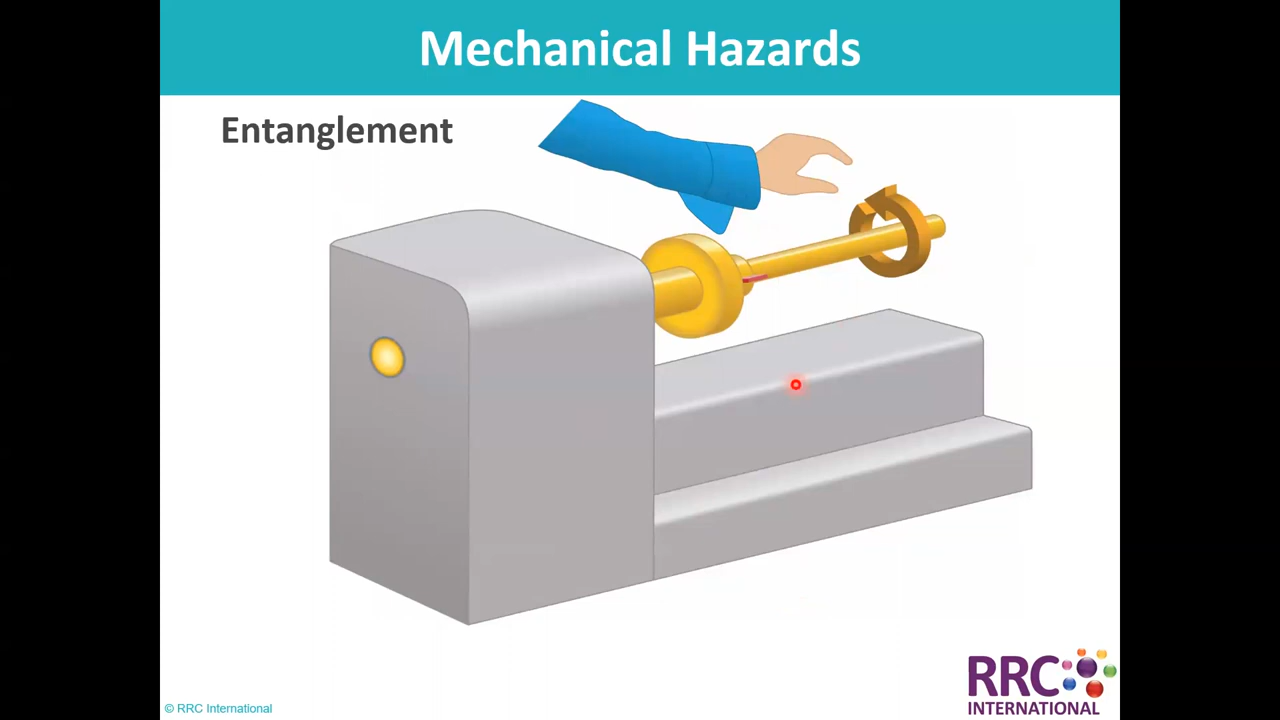 Mechanical Hazards
Entanglement
© RRC International
RRC
INTERNATIONAL